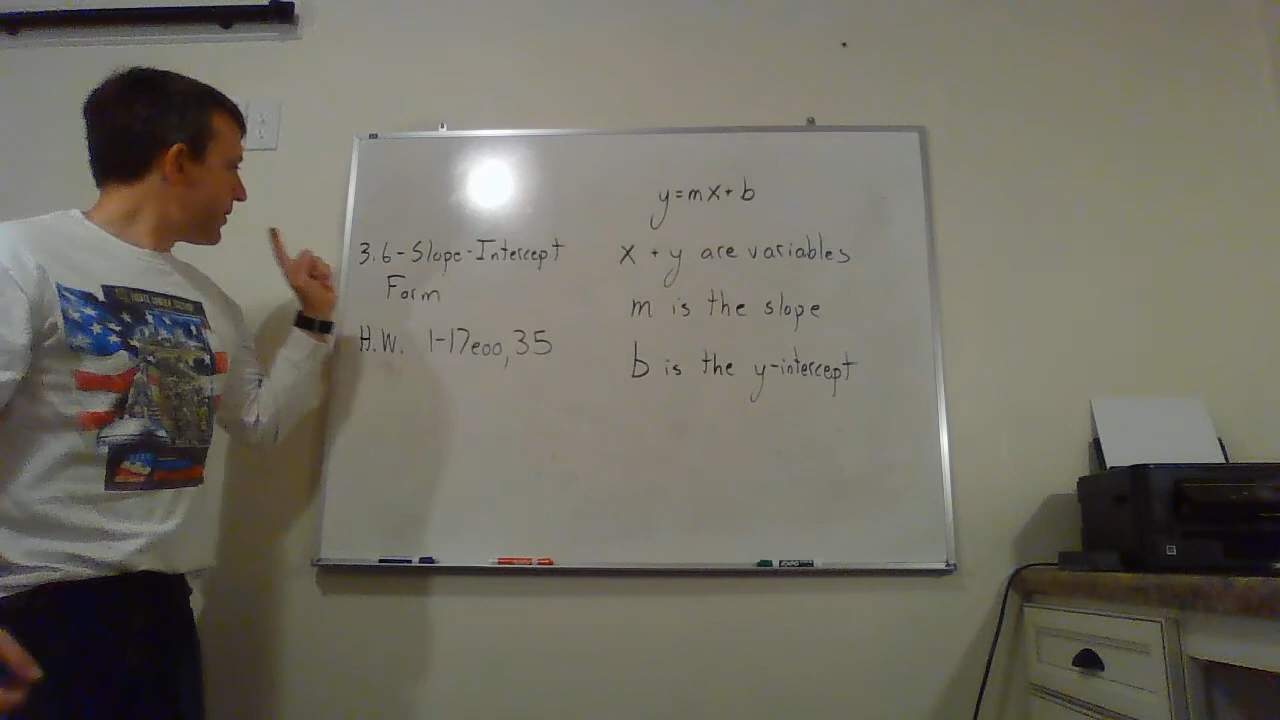 3.6-Slope-Intercept
Form
H.W. 1-17eoo,35
y=mx+b
x + y are variables
m is the slope
b is the y-intercept